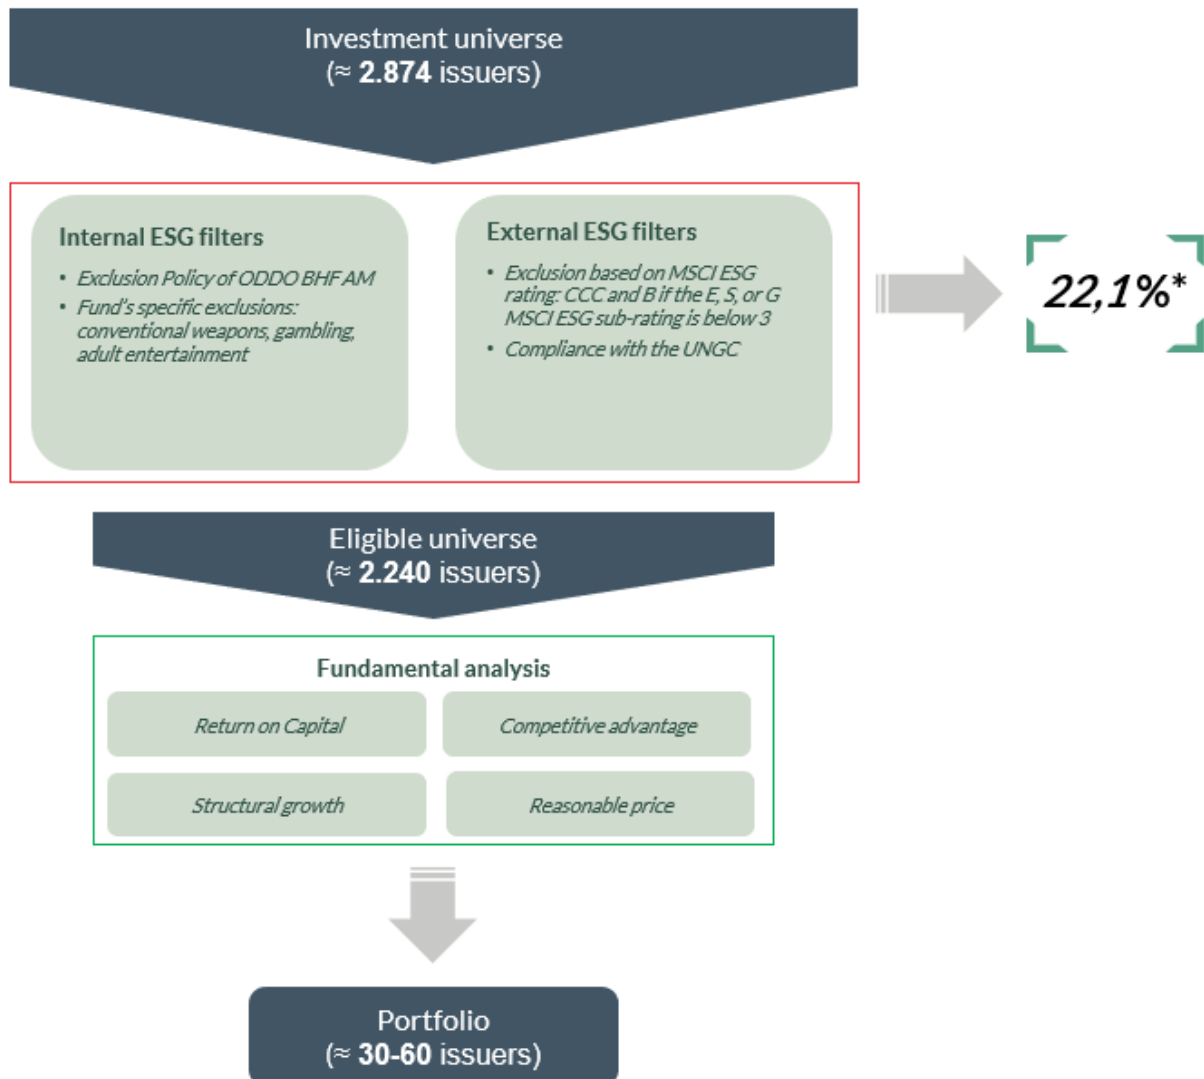 Investment universe
(≈ 2.874 issuers)
Internal ESG filters
• Exclusion Policy of ODDO BHF AM
• Fund's specific exclusions:
conventional weapons, gambling,
adult entertainment
External ESG filters
• Exclusion based on MSCI ESG
rating: CCC and B if the E, S, or G
MSCI ESG sub-rating is below 3
• Compliance with the UNGC
22,1%*
Eligible universe
(≈ 2.240 issuers)
Fundamental analysis
Return on Capital
Competitive advantage
Structural growth
Reasonable price
Portfolio
(≈ 30-60 issuers)